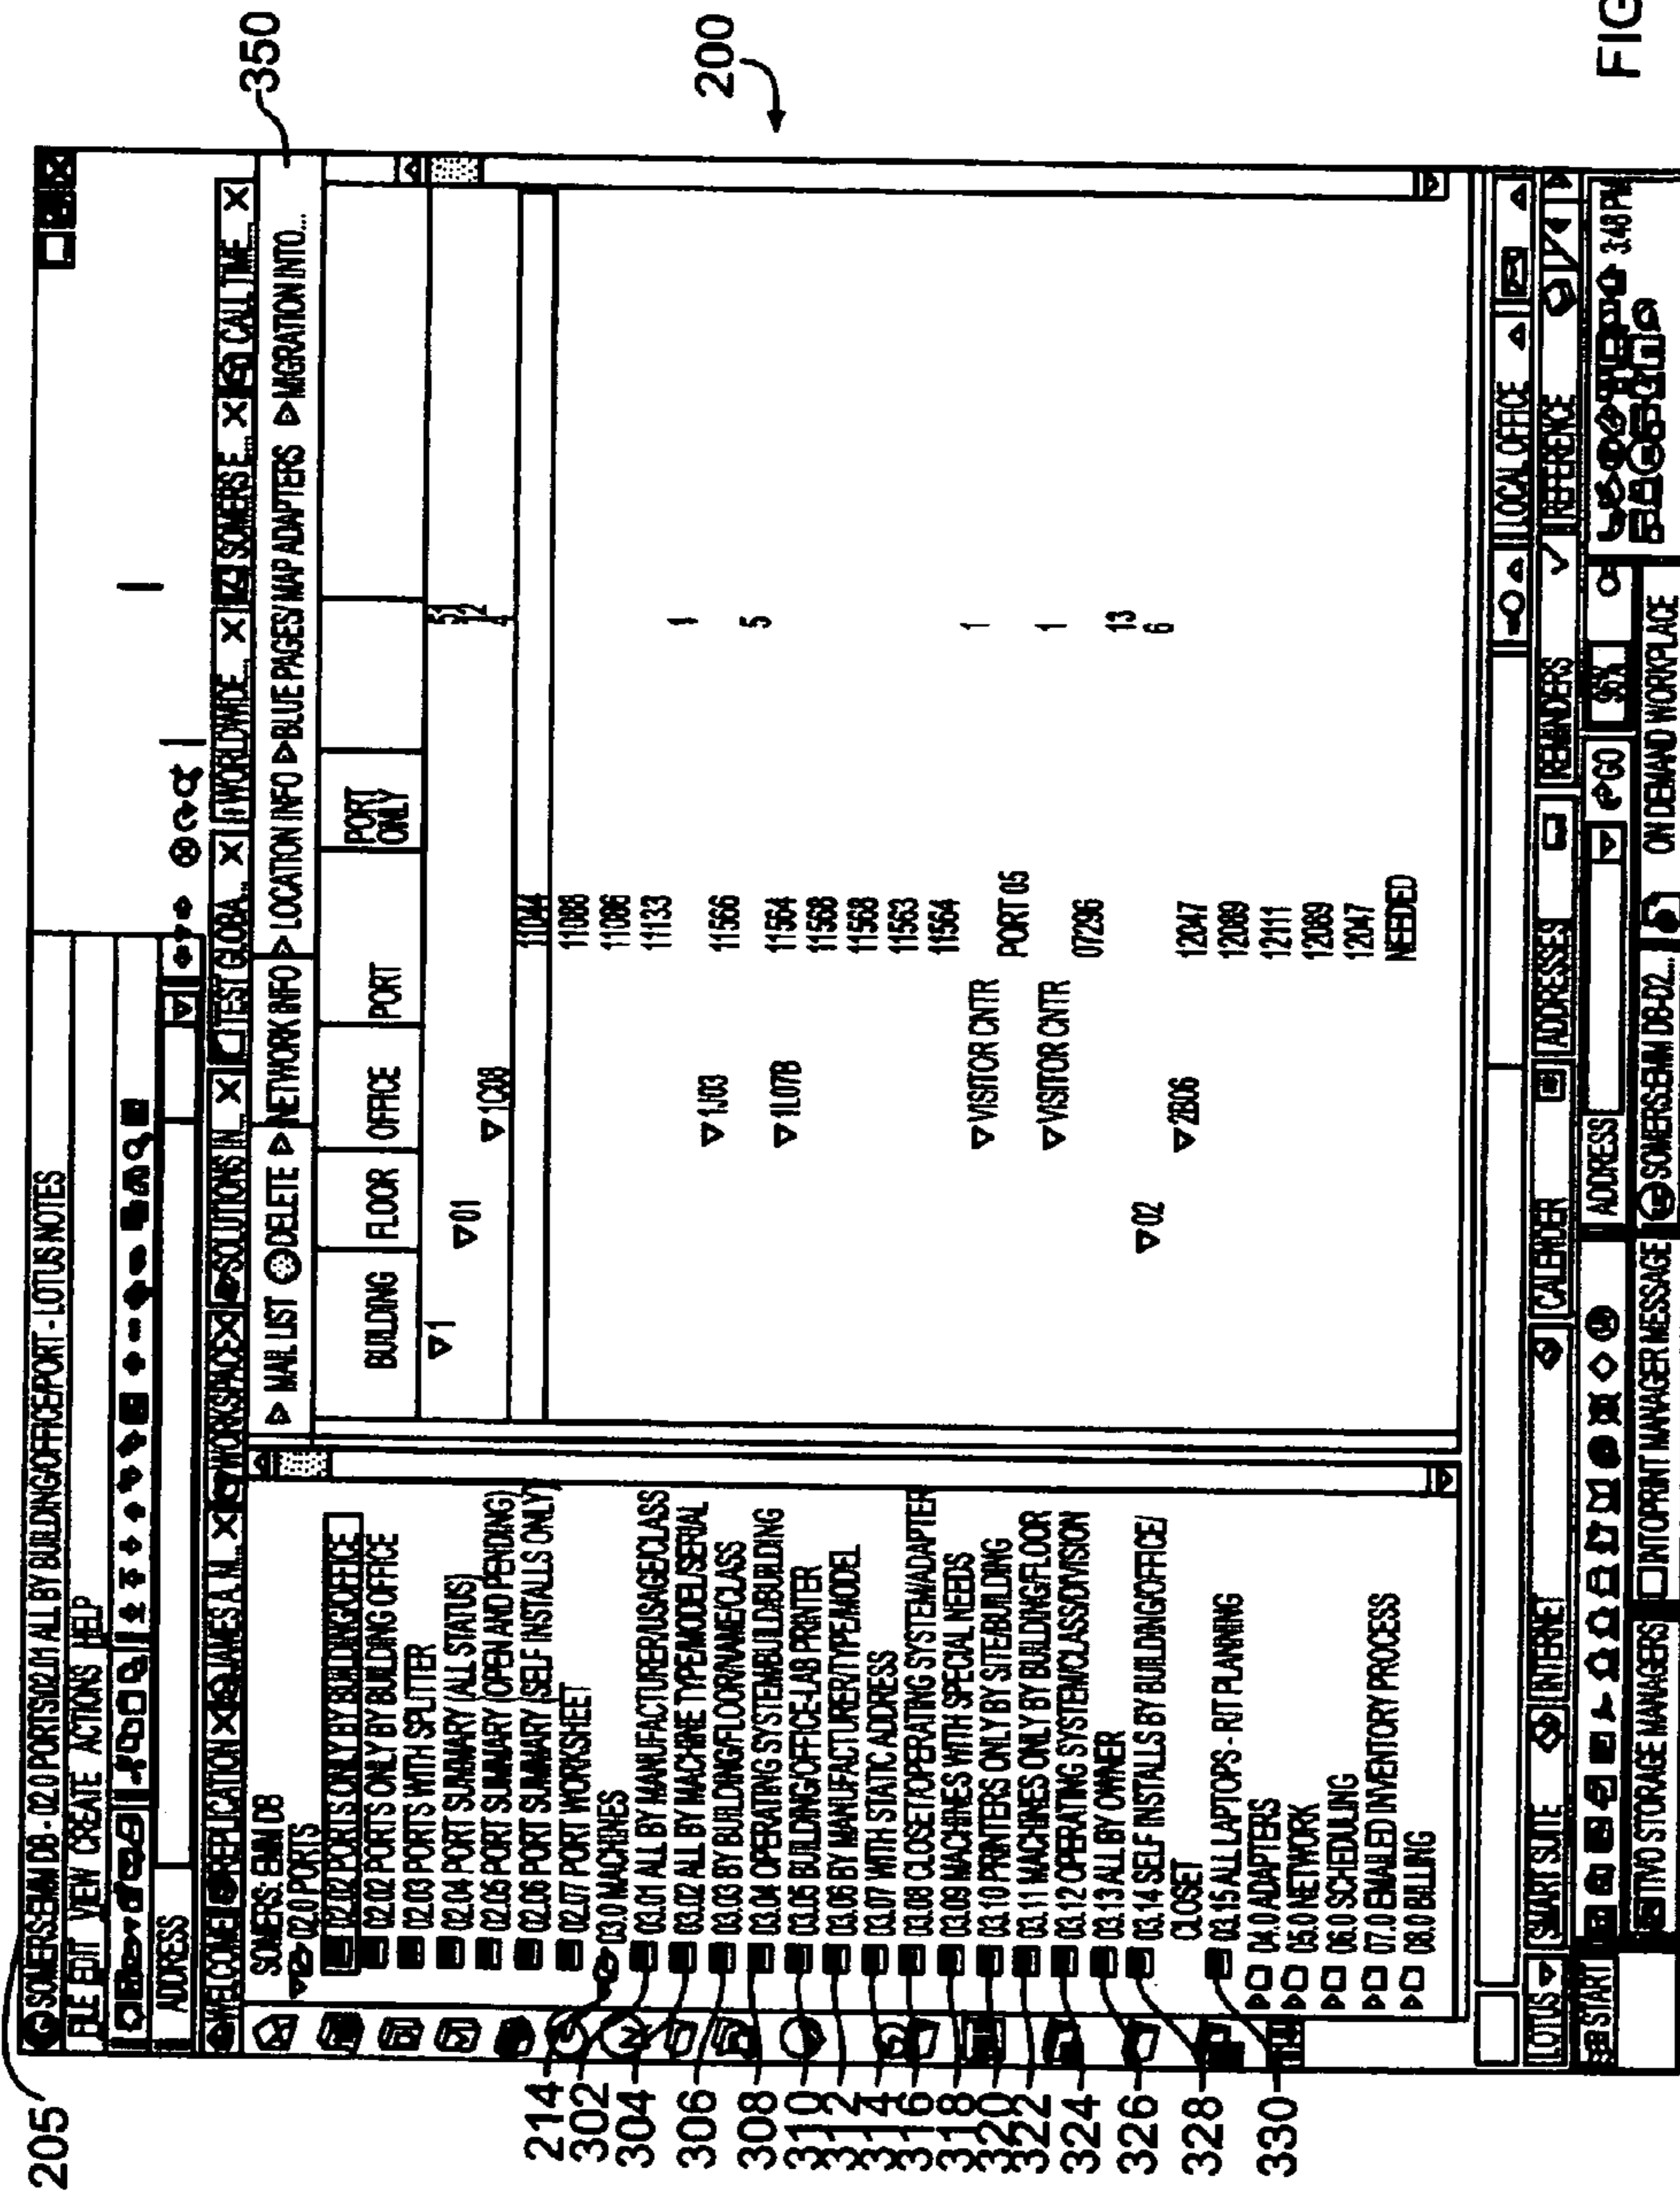 205
SOMERS:EMM DB - 02.0 PORTS\02.01 ALL BY BUILDING/OFFICE/PORT - LOTUS NOTES
FILE EDIT VIEW CREATE ACTIONS HELP
ADDRESS
WELCOME REPLICATION X JAMES A. M... X WORKSPACE X SOLUTIONS IN... X TEST GLOBA... X WORLDWIDE... X SOMERS E... X CALL TIME... X
350
MAIL LIST DELETE NETWORK INFO LOCATION INFO BLUE PAGES/ MAP ADAPTERS MIGRATION INTO...
SOMERS: EMM DB
02.0 PORTS
02.02 PORTS ONLY BY BUILDING/OFFICE
02.02 PORTS ONLY BY BUILDING OFFICE
02.03 PORTS WITH SPLITTER
02.04 PORT SUMMARY (ALL STATUS)
02.05 PORT SUMMARY (OPEN AND PENDING)
02.06 PORT SUMMARY (SELF INSTALLS ONLY)
02.07 PORT WORKSHEET
214
03.0 MACHINES
302
03.01 ALL BY MANUFACTURER/USAGE/CLASS
304
03.02 ALL BY MACHINE TYPE/MODEL/SERIAL
306
03.03 BY BUILDING/FLOOR/NAME/CLASS
308
03.04 OPERATING SYSTEM/BUILD/BUILDING
310
03.05 BUILDING/OFFICE-LAB PRINTER
312
03.06 BY MANUFACTURER/TYPE/MODEL
314
03.07 WITH STATIC ADDRESS
316
03.08 CLOSET/OPERATING SYSTEM/ADAPTER
318
03.09 MACHINES WITH SPECIAL NEEDS
320
03.10 PRINTERS ONLY BY SITE/BUILDING
322
03.11 MACHINES ONLY BY BUILDING/FLOOR
324
03.12 OPERATING SYSTEM/CLASS/DIVISION
326
03.13 ALL BY OWNER
328
03.14 SELF INSTALLS BY BUILDING/OFFICE/
CLOSET
330
03.15 ALL LAPTOPS - RIT PLANNING
04.0 ADAPTERS
05.0 NETWORK
06.0 SCHEDULING
07.0 EMAILED INVENTORY PROCESS
08.0 BILLING
BUILDING FLOOR OFFICE PORT PORT ONLY
1 51
01 12
1C08 4
11044
11088
11086
11133
1
1J03
11566
5
1L07B
11564
11568
11568
11563
11564
1
VISITOR CNTR
PORT 05
1
VISITOR CNTR
07296
13
02 6
2B06
12047
12089
12111
12089
12047
NEEDED
200
LOCAL OFFICE
LOTUS SMART SUITE INTERNET CALENDER ADDRESSES REMINDERS REFERENCE
START ADDRESS GO 96% 3:48 PM
TIVO STORAGE MANAGERS INTOPRINT MANAGER MESSAGE SOMERS:EMM DB-D2... ON DEMAND WORKPLACE
FIG